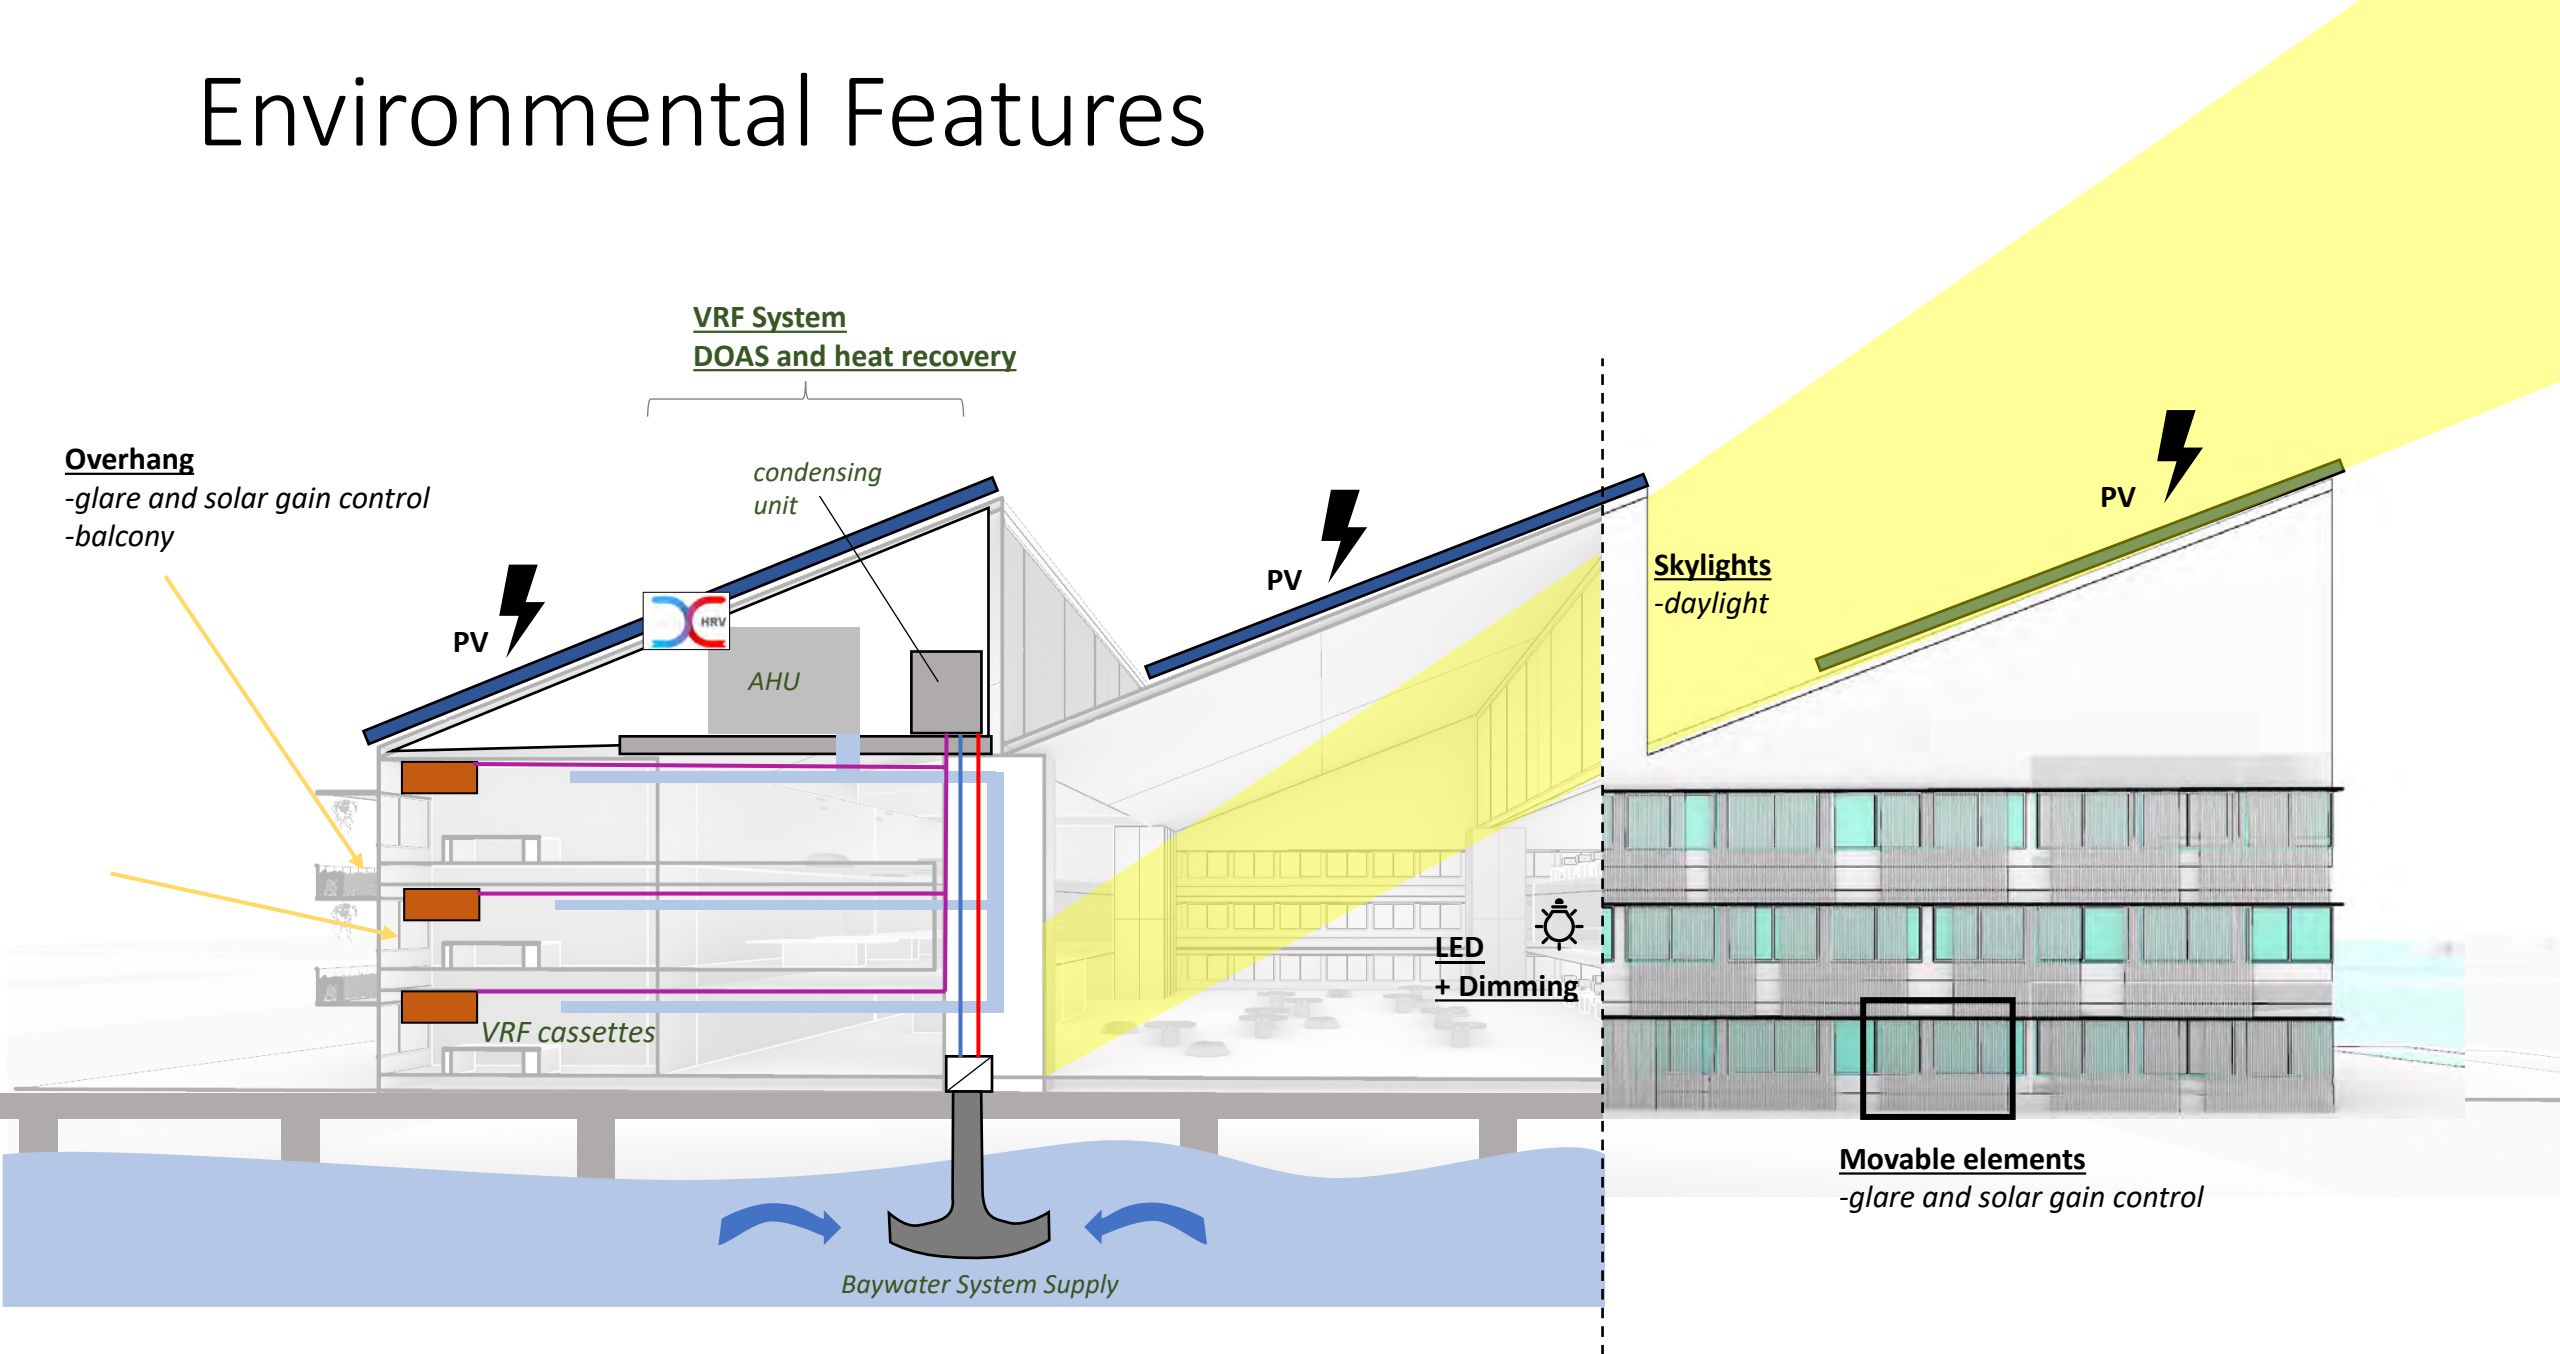 Environmental Features
VRF System
DOAS and heat recovery
Overhang
-glare and solar gain control
-balcony
condensing
unit
PV
HRV
AHU
PV
Skylights
-daylight
PV
LED
+ Dimming
VRF cassettes
Movable elements
-glare and solar gain control
Baywater System Supply